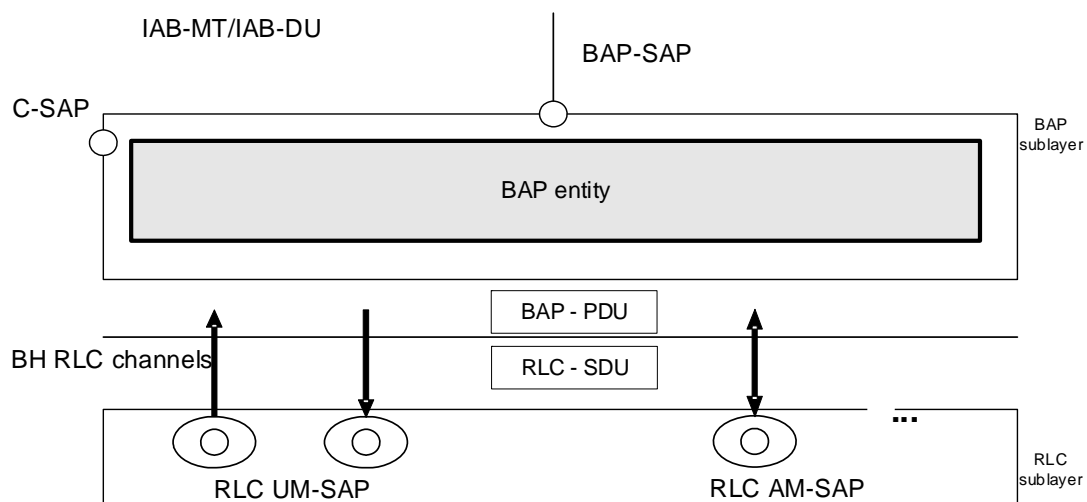 IAB-MT/IAB-DU
BAP-SAP
C-SAP
BAP
sublayer
BAP entity
BAP - PDU
BH RLC channels
RLC - SDU
...
RLC UM-SAP
RLC AM-SAP
RLC
sublayer